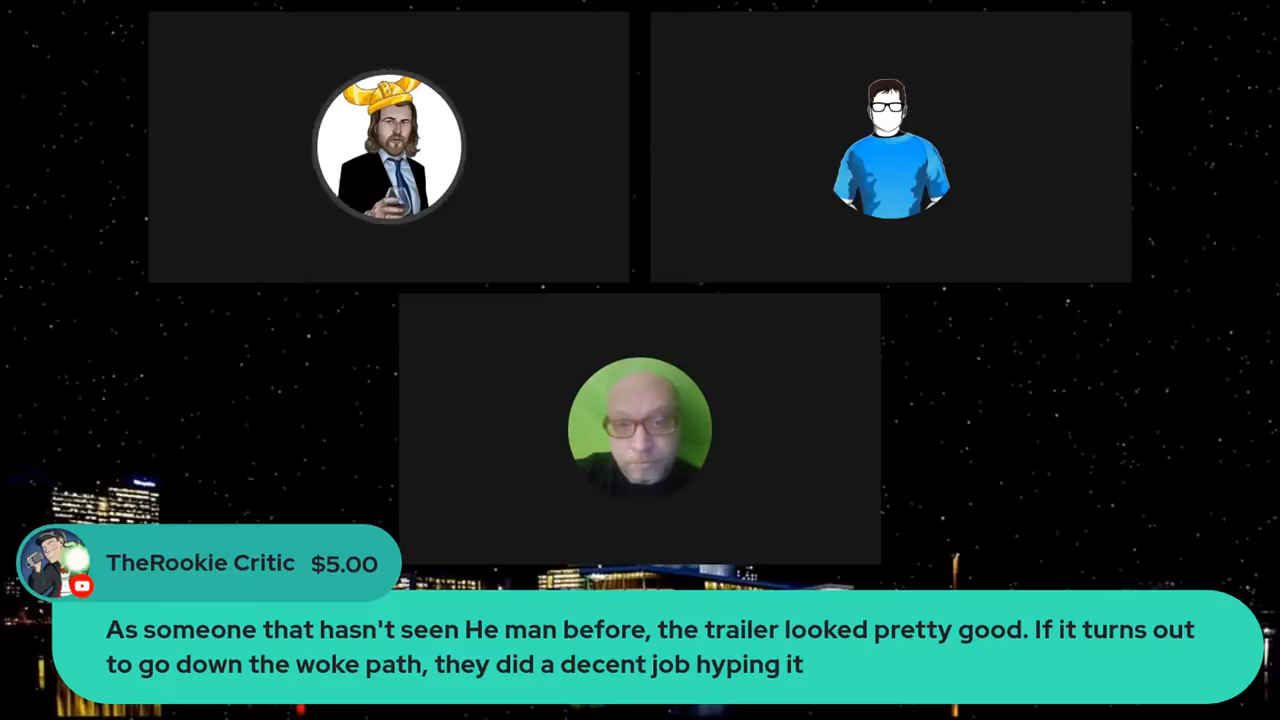 TheRookie Critic $5.00
As someone that hasn't seen He man before, the trailer looked pretty good. If it turns out
to go down the woke path, they did a decent job hyping it